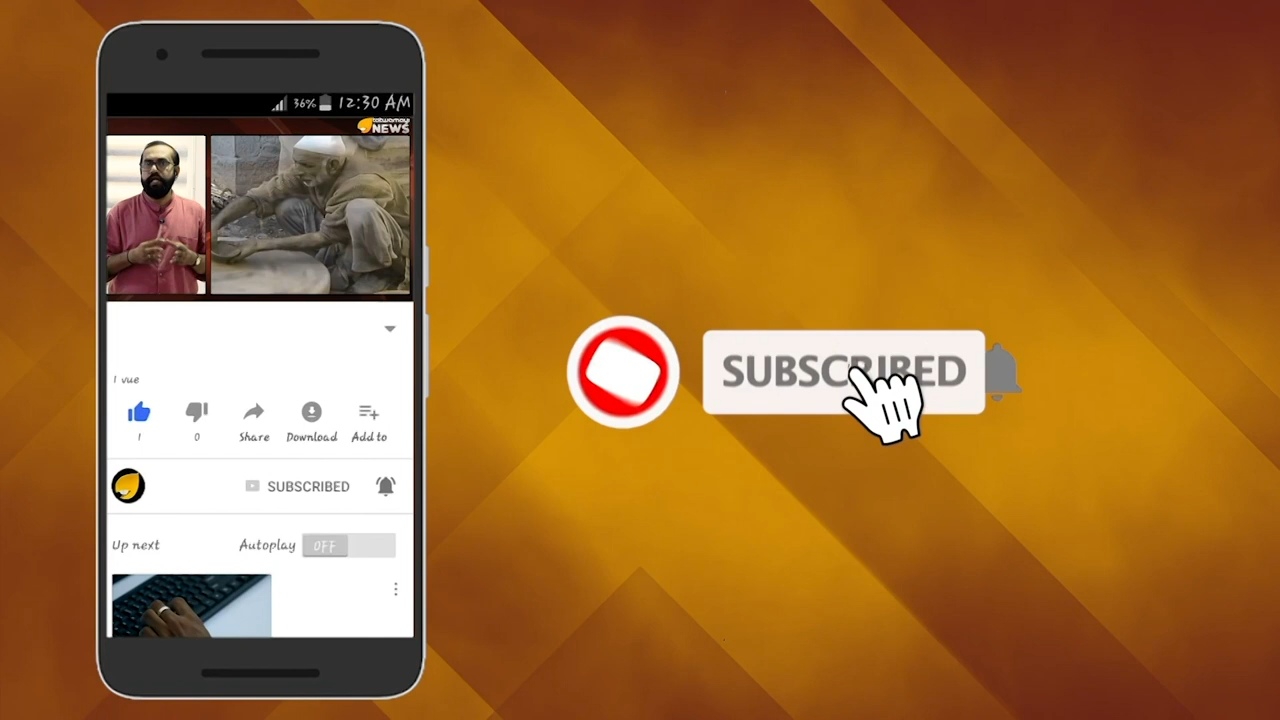 36% 12:30 AM
tatwamayi
NEWS
1 vue
1
0
Share
Download
Add to
SUBSCRIBED
Up next
Autoplay
OFF
SUBSCRIBED